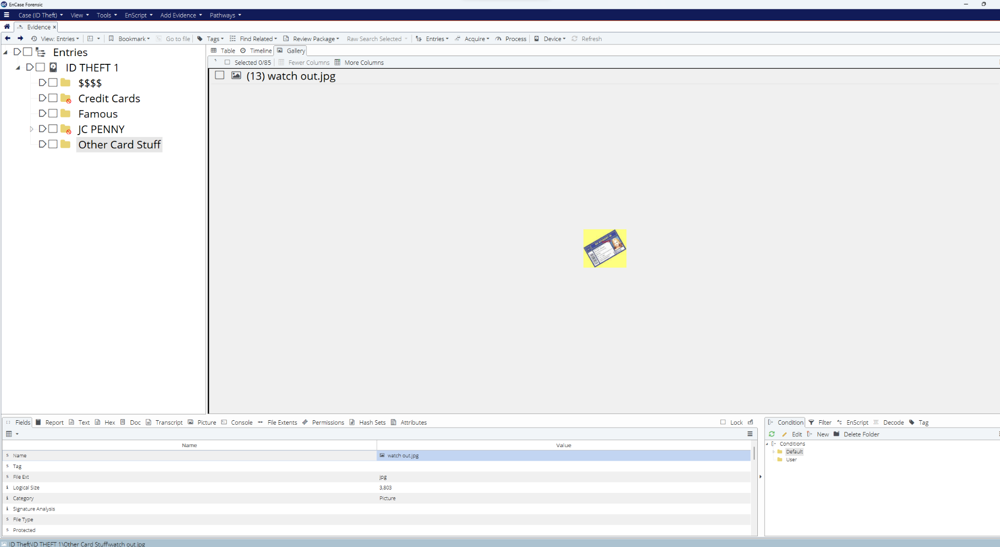 EnCase Forensic
Case (ID Theft) View Tools EnScript Add Evidence Pathways
Evidence ×
View: Entries Bookmark Go to file Tags Find Related Review Package Raw Search Selected Entries Acquire Process Device Refresh
Entries
ID THEFT 1
$$$$
Credit Cards
Famous
JC PENNY
Other Card Stuff
Table Timeline Gallery
Selected 0/85 Fewer Columns More Columns
(13) watch out.jpg
Fields Report Text Hex Doc Transcript Picture Console File Extents Permissions Hash Sets Attributes Lock
Name Value
s Name watch out.jpg
s Tag
s File Ext jpg
i Logical Size 3,803
i Category Picture
i Signature Analysis
s File Type
s Protected
Condition Filter EnScript Decode Tag
Edit New Delete Folder
Conditions
Default
User
ID Theft\ID THEFT 1\Other Card Stuff\watch out.jpg